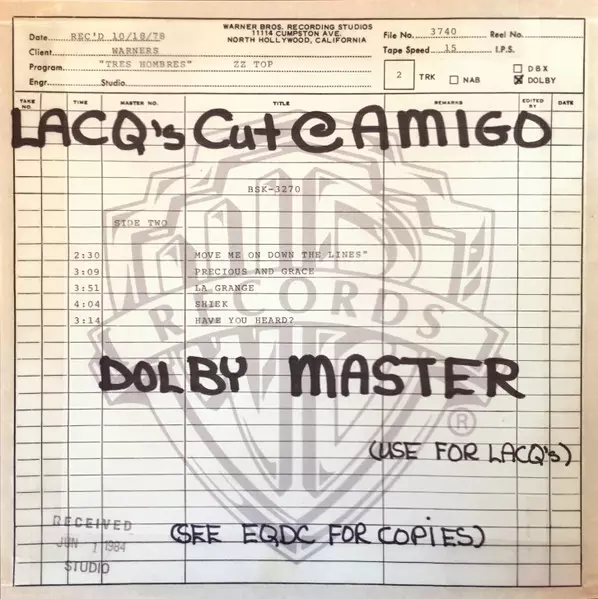 WARNER BROS. RECORDING STUDIOS
11114 CUMPSTON AVE.
NORTH HOLLYWOOD, CALIFORNIA
Date REC'D 10/18/78
Client WARNERS
Program "TRES HOMBRES" ZZ TOP
Engr. Studio
File No. 3740 Reel No.
Tape Speed 15 I.P.S.
2 TRK NAB DBX DOLBY
TAKE NO. TIME MASTER NO. TITLE REMARKS EDITED BY DATE
LACQ's Cut @ AMIGO
BSK-3270
SIDE TWO
2:30 MOVE ME ON DOWN THE LINES"
3:09 PRECIOUS AND GRACE
3:51 LA GRANGE
4:04 SHIEK
3:14 HAVE YOU HEARD?
RECORDS
DOLBY MASTER
®
(USE FOR LACQ's)
RECEIVED
JUN 1 1984
STUDIO
(SEE EQDC FOR COPIES)